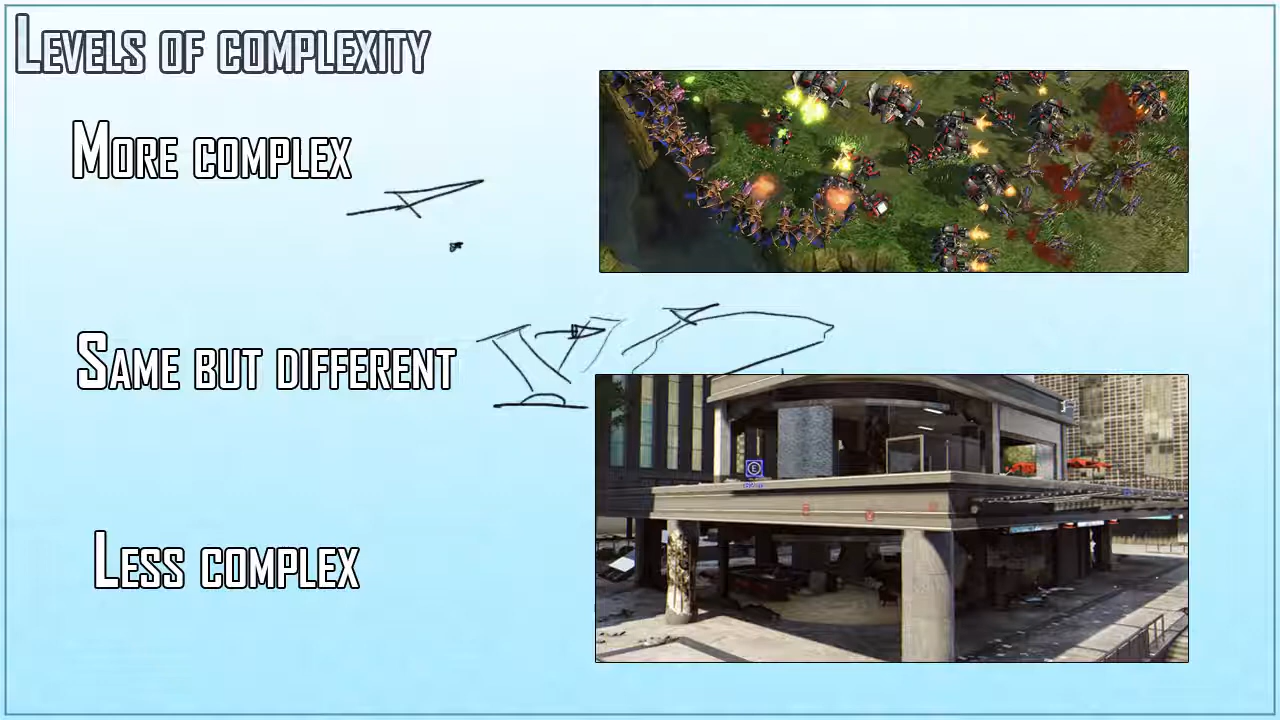 Levels of complexity
More complex
Same but different
E
Less complex